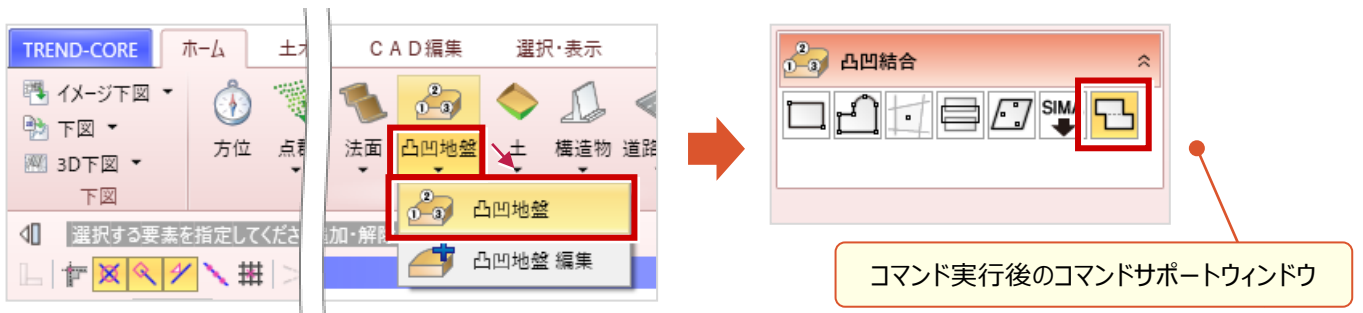 TREND-CORE ホーム 土 ＣＡＤ編集 選択･表示
イメージ下図
下図
3D下図
下図
方位
法面 凸凹地盤 土 構造物 道路
凸凹地盤
凸凹地盤 編集
選択する要素を指定してくださ
加･解除
凸凹結合
SIMA
コマンド実行後のコマンドサポートウィンドウ